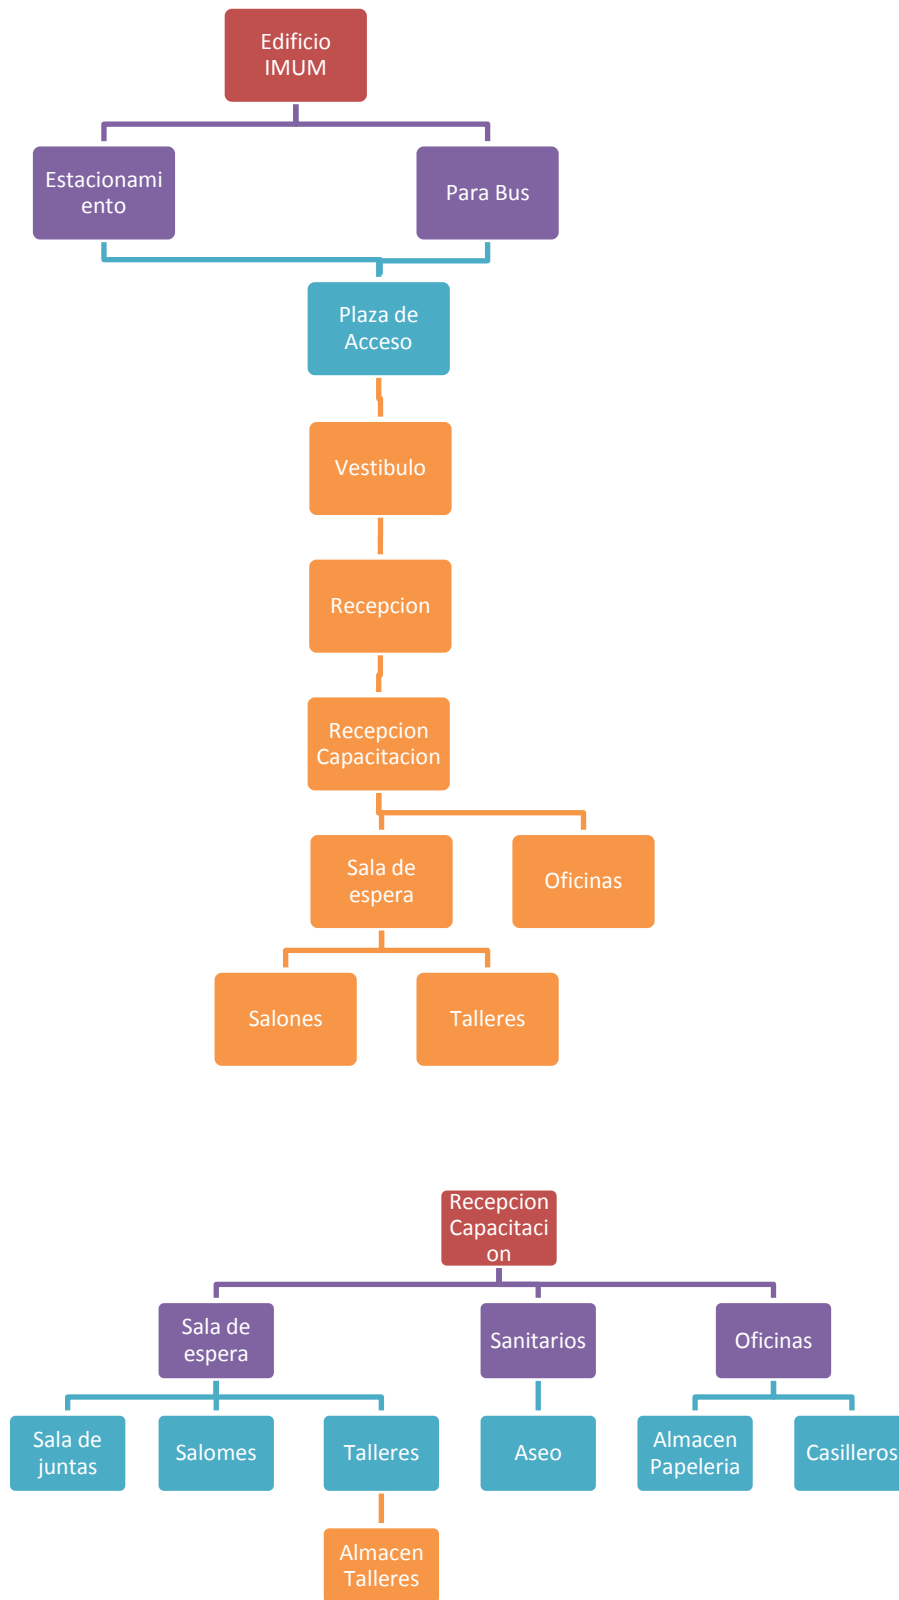 Edificio
IMUM
Estacionami
ento
Para Bus
Plaza de
Acceso
Vestibulo
Recepcion
Recepcion
Capacitacion
Sala de
espera
Oficinas
Salones
Talleres
Recepcion
Capacitaci
on
Sala de
espera
Sanitarios
Oficinas
Sala de
juntas
Salomes
Talleres
Aseo
Almacen
Papeleria
Casilleros
Almacen
Talleres